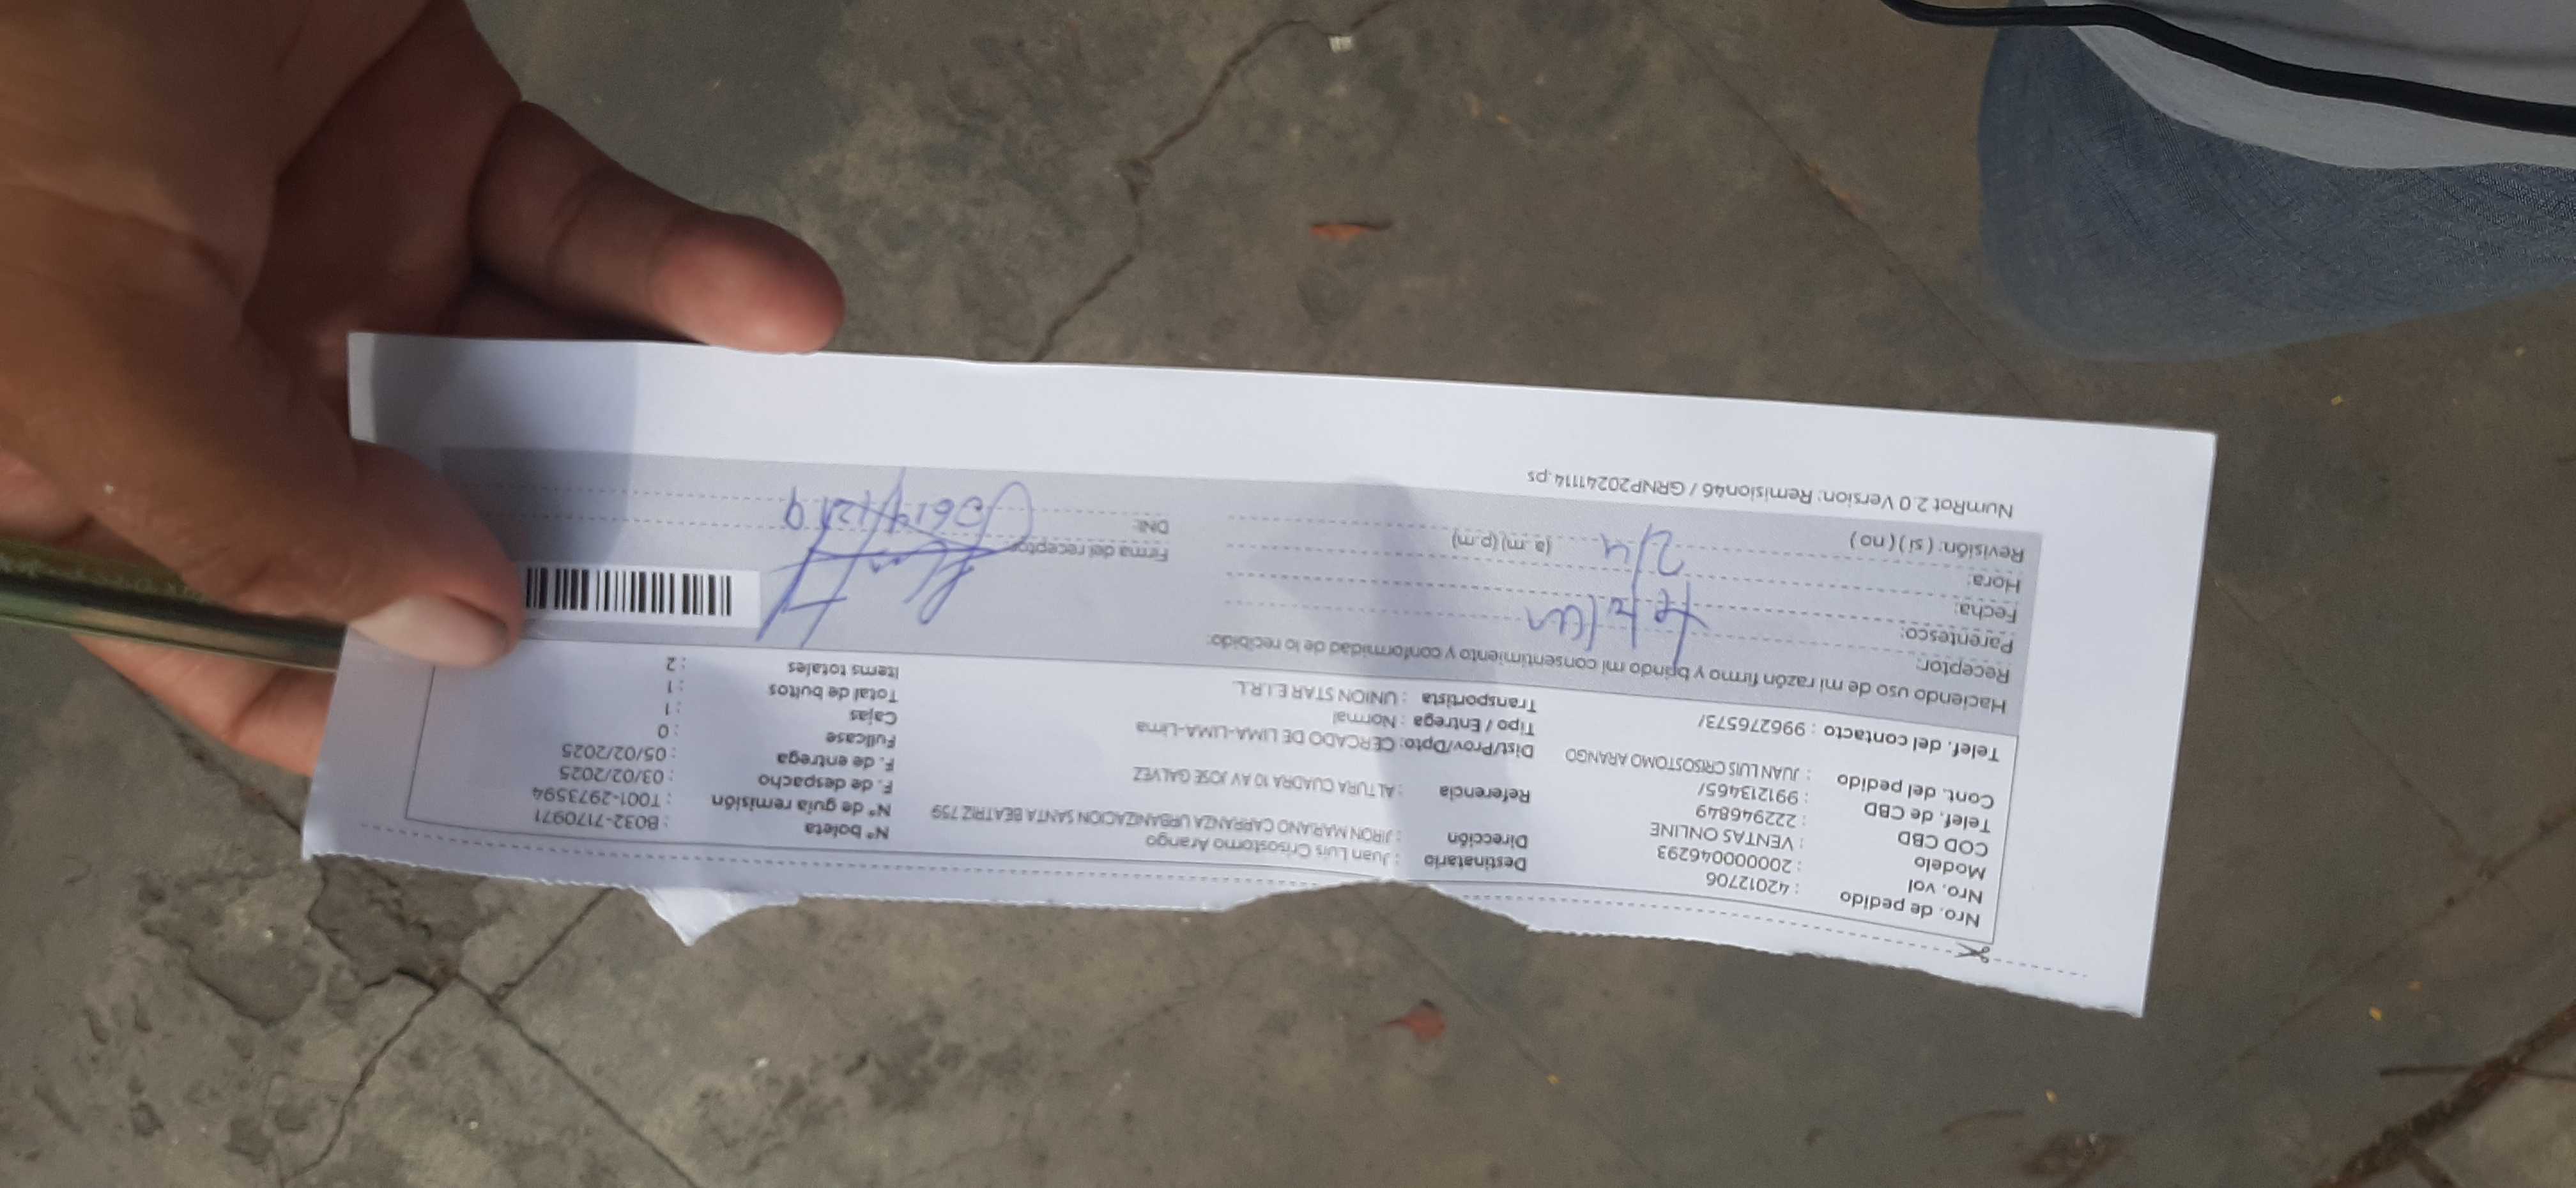 Nro. de pedido : 42012706
Nro. vol : 2000000046293
Modelo : VENTAS ONLINE
COD CBD : 222946849
Telef. de CBD : 991213465/
Cont. del pedido : JUAN LUIS CRISOSTOMO ARANGO
Telef. del contacto : 996276573/
Destinatario : Juan Luis Crisostomo Arango
Dirección : JIRON MARIANO CARRANZA URBANIZACION SANTA BEATRIZ 759
Referencia : ALTURA CUADRA 10 AV JOSE GALVEZ
Dist/Prov/Dpto: CERCADO DE LIMA-LIMA-Lima
Tipo / Entrega : Normal
Transportista : UNION STAR E.I.R.L.
N° boleta : B032-7170971
N° de guía remisión : T001-2973594
F. de despacho : 03/02/2025
F. de entrega : 05/02/2025
Fullcase : 0
Cajas : 1
Total de bultos : 1
Items totales : 2
Haciendo uso de mi razón firmo y brindo mi consentimiento y conformidad de lo recibido:
Receptor:
Parentesco:
Fecha:
Hora: (a.m) (p.m)
Revisión: ( si ) ( no )
Firma del receptor:
DNI:
NumRot 2.0 Version: Remision46 / GRNP20241114.ps